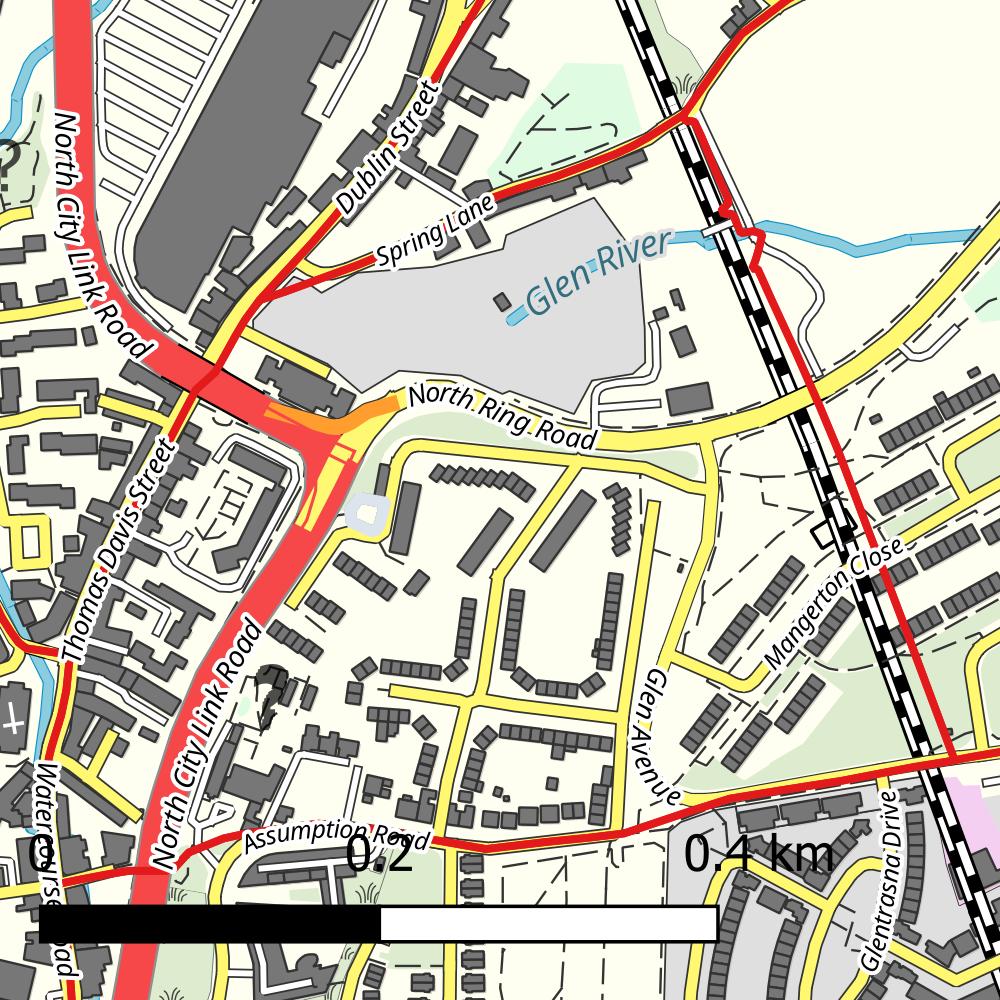 North City Link Road
Dublin Street
Spring Lane
Glen River
North Ring Road
Thomas Davis Street
Mangerton Close
North City Link Road
Glen Avenue
Watercourse Road
Assumption Road
Glentrasna Drive
0
0.2
0.4 km
?